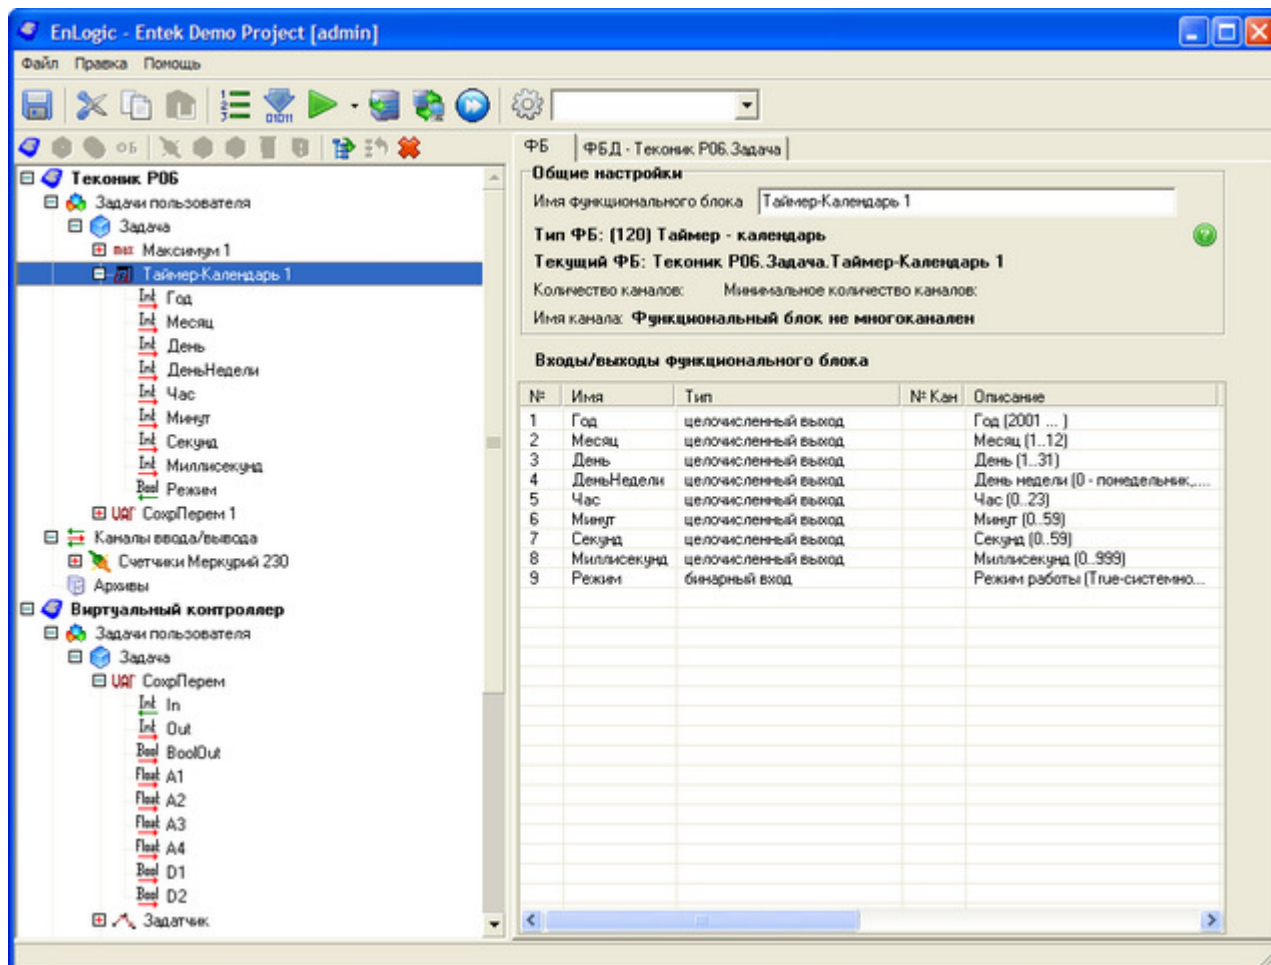 EnLogic - Entek Demo Project [admin]
Файл Правка Помощь
ФБ ФБД - Теконик P06.Задача
Теконик P06
Задачи пользователя
Задача
max Максимум 1
Таймер-Календарь 1
Int Год
Int Месяц
Int День
Int ДеньНедели
Int Час
Int Минут
Int Секунд
Int Миллисекунд
Bool Режим
СохрПерем 1
Каналы ввода/вывода
Счетчики Меркурий 230
Архивы
Виртуальный контроллер
Задачи пользователя
Задача
СохрПерем
Int In
Int Out
Bool BoolOut
Float A1
Float A2
Float A3
Float A4
Bool D1
Bool D2
Задатчик
Общие настройки
Имя функционального блока Таймер-Календарь 1
Тип ФБ: (120) Таймер - календарь
Текущий ФБ: Теконик P06.Задача.Таймер-Календарь 1
Количество каналов: Минимальное количество каналов:
Имя канала: Функциональный блок не многоканален
Входы/выходы функционального блока
№ Имя Тип № Кан Описание
1 Год целочисленный выход Год (2001 ... )
2 Месяц целочисленный выход Месяц (1..12)
3 День целочисленный выход День (1..31)
4 ДеньНедели целочисленный выход День недели (0 - понедельник,....
5 Час целочисленный выход Час (0..23)
6 Минут целочисленный выход Минут (0..59)
7 Секунд целочисленный выход Секунд (0..59)
8 Миллисекунд целочисленный выход Миллисекунд (0..999)
9 Режим бинарный вход Режим работы (True-системно...